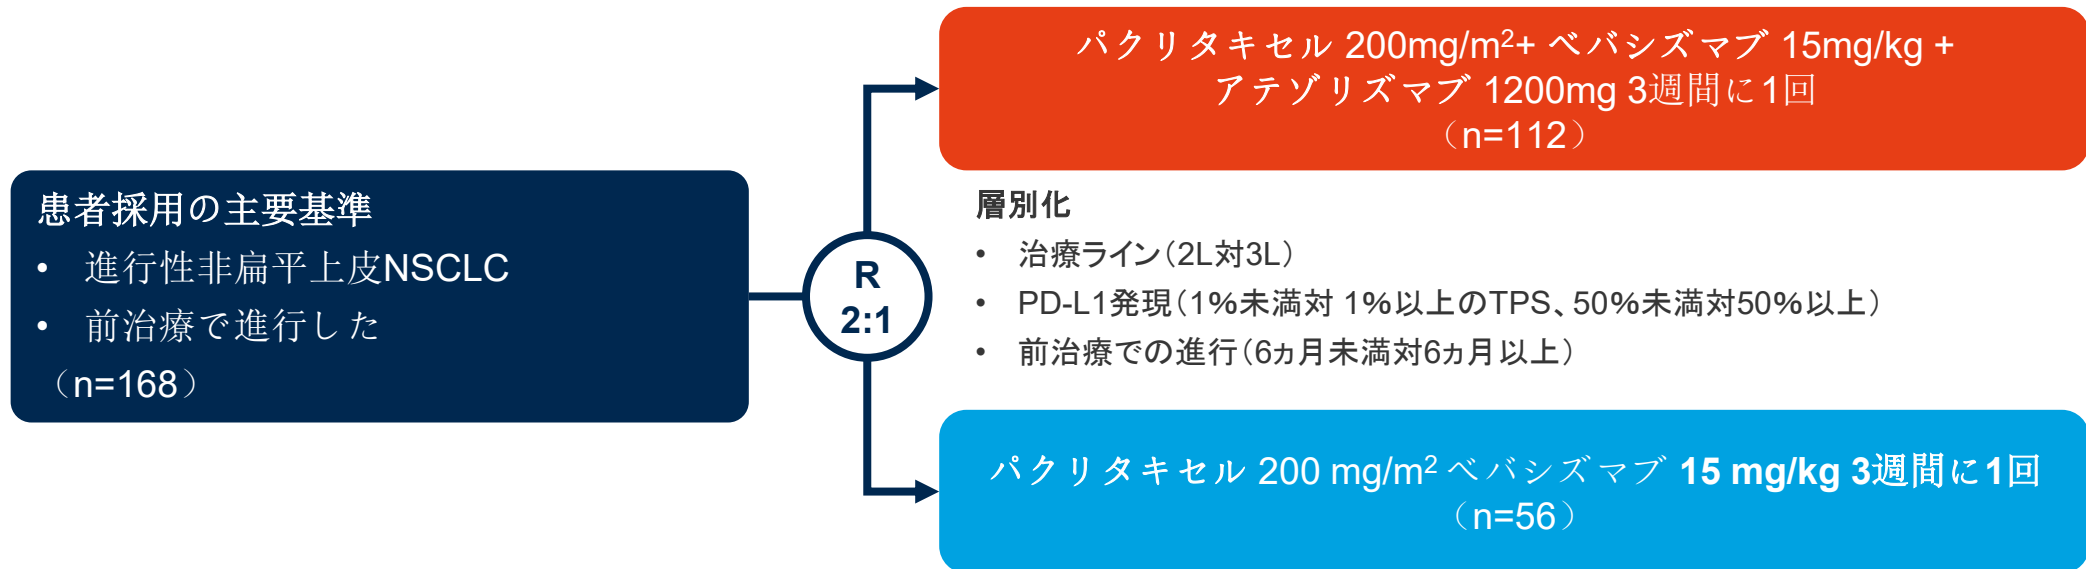 患者採用の主要基準
• 進行性非扁平上皮NSCLC
• 前治療で進行した
（n=168）
R
2:1
パクリタキセル 200mg/m²+ ベバシズマブ 15mg/kg +
アテゾリズマブ 1200mg 3週間に1回
（n=112）
層別化
• 治療ライン（2L対3L）
• PD-L1発現（1%未満対 1%以上のTPS、50%未満対50%以上）
• 前治療での進行（6ヵ月未満対6ヵ月以上）
パクリタキセル 200 mg/m² ベバシズマブ 15 mg/kg 3週間に1回
（n=56）